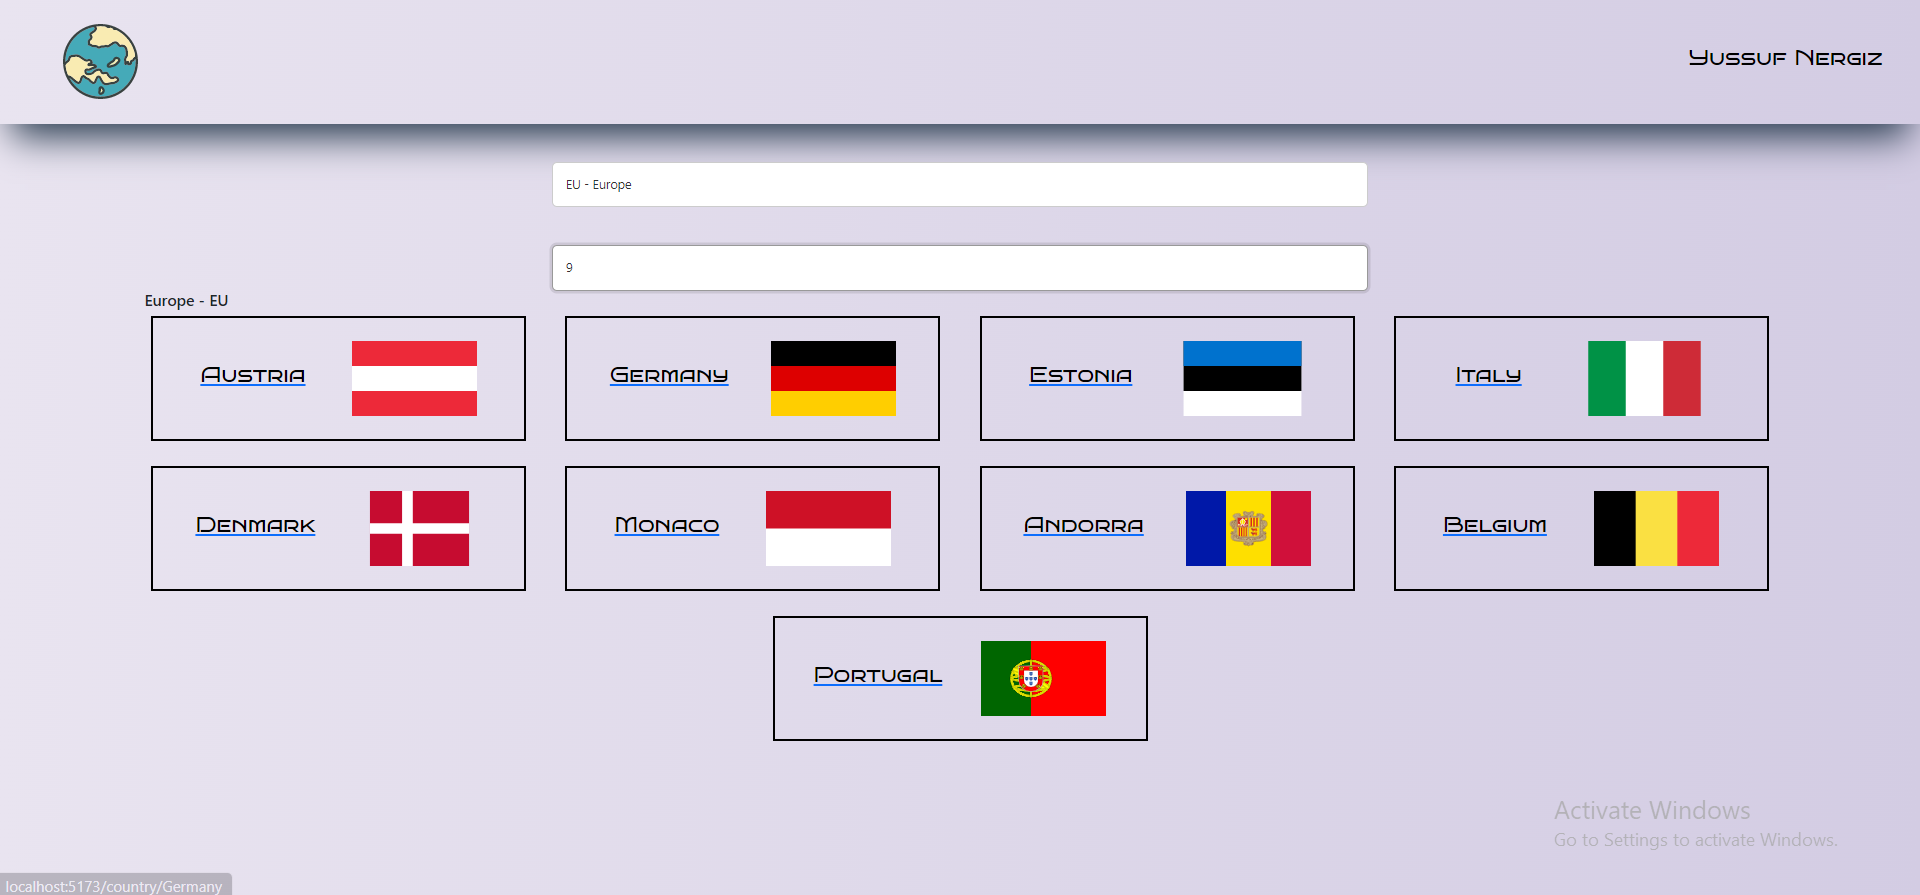 Yussuf Nergiz
EU - Europe
9
Europe - EU
Austria
Germany
Estonia
Italy
Denmark
Monaco
Andorra
Belgium
Portugal
Activate Windows
Go to Settings to activate Windows.
localhost:5173/country/Germany